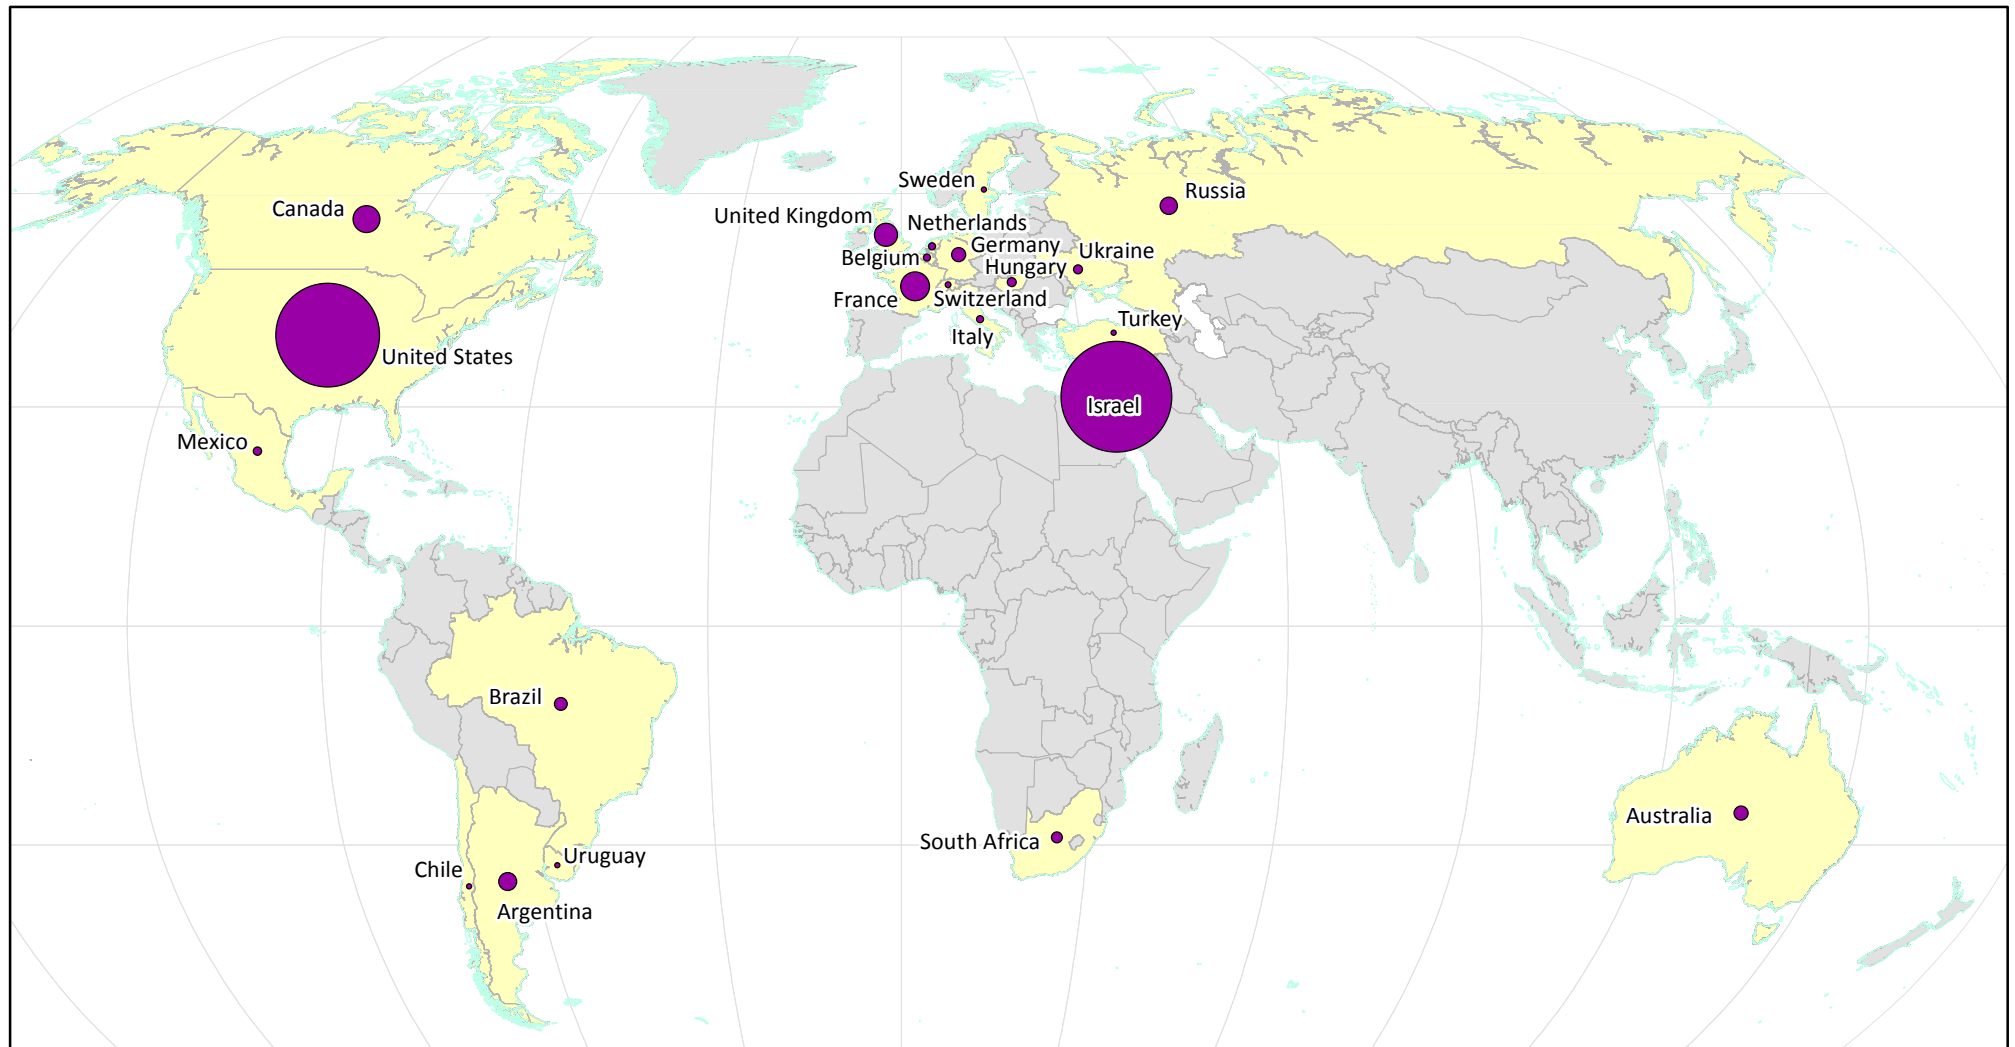 Sweden
Russia
Canada
United Kingdom
Netherlands
Germany
Ukraine
Belgium
Hungary
France
Switzerland
Turkey
Italy
United States
Israel
Mexico
Brazil
Australia
South Africa
Uruguay
Chile
Argentina